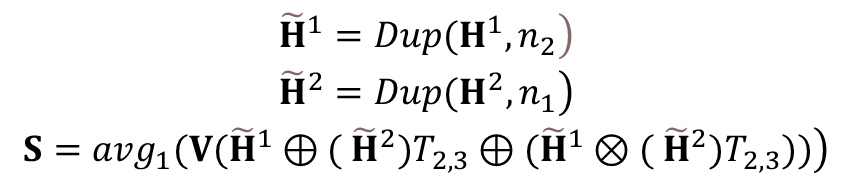 H̃¹ = Dup(H¹, n₂)
H̃² = Dup(H², n₁)
S = avg₁(V(H̃¹ ⊕ ( H̃²)T₂,₃ ⊕ (H̃¹ ⊗ ( H̃²)T₂,₃)))